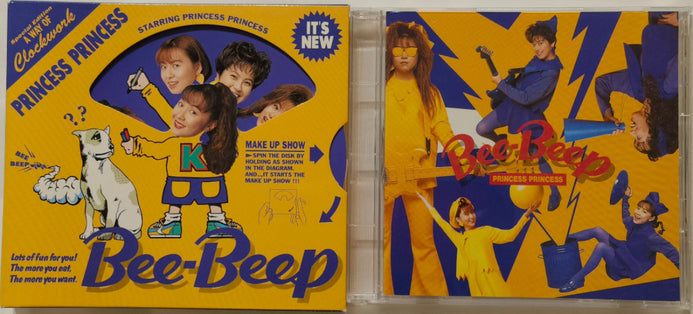 Special Edition
A WAY OF
Clockwork
PRINCESS PRINCESS
STARRING PRINCESS PRINCESS
IT'S
NEW
??
BEE
BEEP
K
MAKE UP SHOW
SPIN THE DISK BY
HOLDING AS SHOWN
IN THE DIAGRAM.
AND...IT STARTS THE
MAKE UP SHOW !!!
Lots of fun for you!
The more you eat,
The more you want.
Bee-Beep
Bee-Beep
PRINCESS PRINCESS